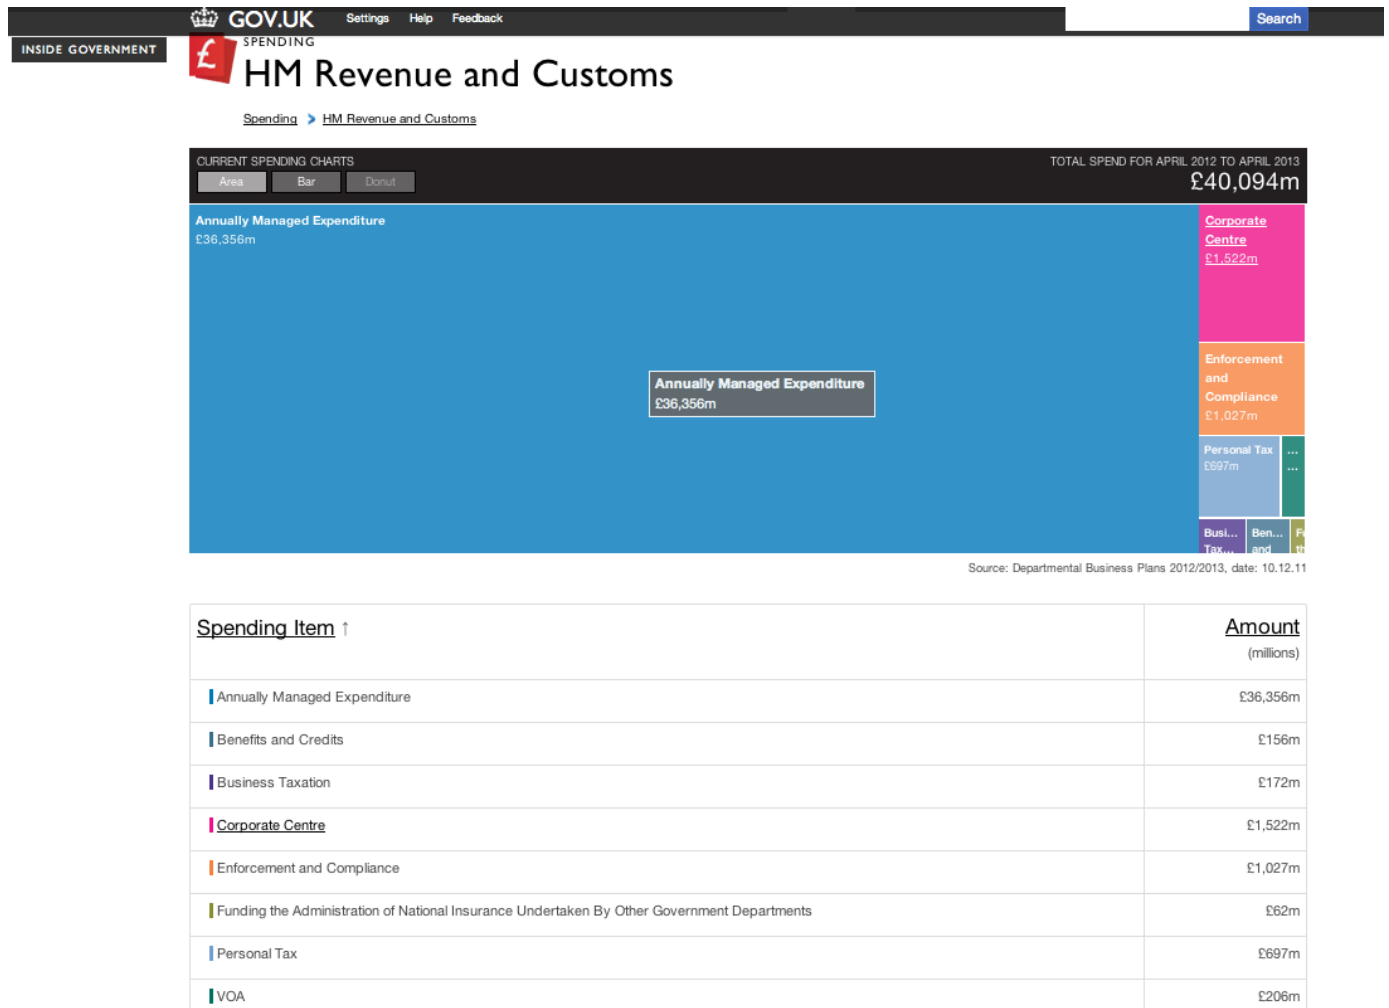 GOV.UK Settings Help Feedback Search
INSIDE GOVERNMENT
£
SPENDING
HM Revenue and Customs
Spending > HM Revenue and Customs
CURRENT SPENDING CHARTS
Area Bar Donut
TOTAL SPEND FOR APRIL 2012 TO APRIL 2013
£40,094m
Annually Managed Expenditure
£36,356m
Corporate
Centre
£1,522m
Annually Managed Expenditure
£36,356m
Enforcement
and
Compliance
£1,027m
Personal Tax
£697m
...
...
Busi...
Tax...
Ben...
and
Source: Departmental Business Plans 2012/2013, date: 10.12.11
Spending Item ↑ Amount
(millions)
Annually Managed Expenditure £36,356m
Benefits and Credits £156m
Business Taxation £172m
Corporate Centre £1,522m
Enforcement and Compliance £1,027m
Funding the Administration of National Insurance Undertaken By Other Government Departments £62m
Personal Tax £697m
VOA £206m